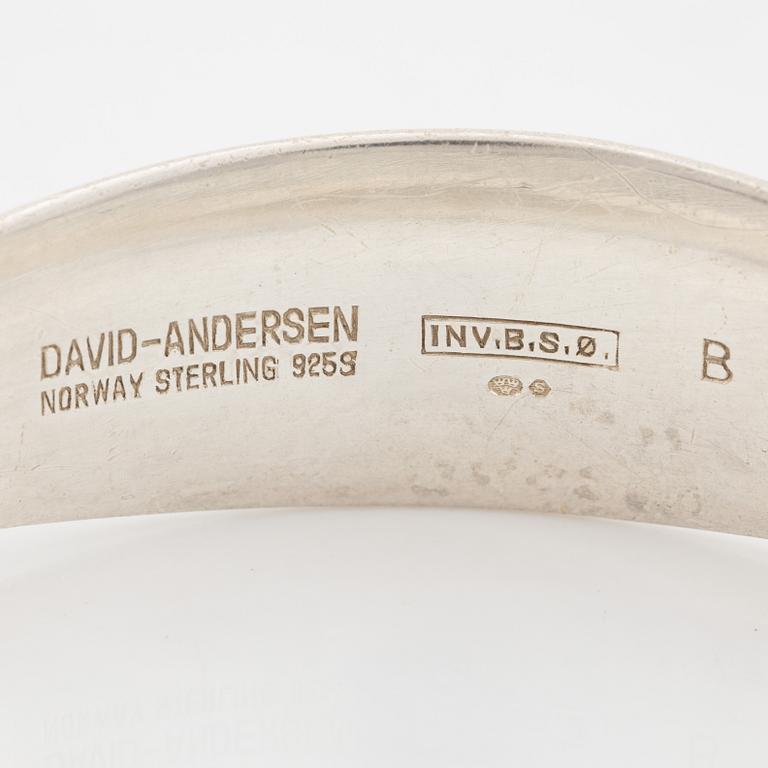 DAVID-ANDERSEN
NORWAY STERLING 925S
INV.B.S.Ø.
S
B